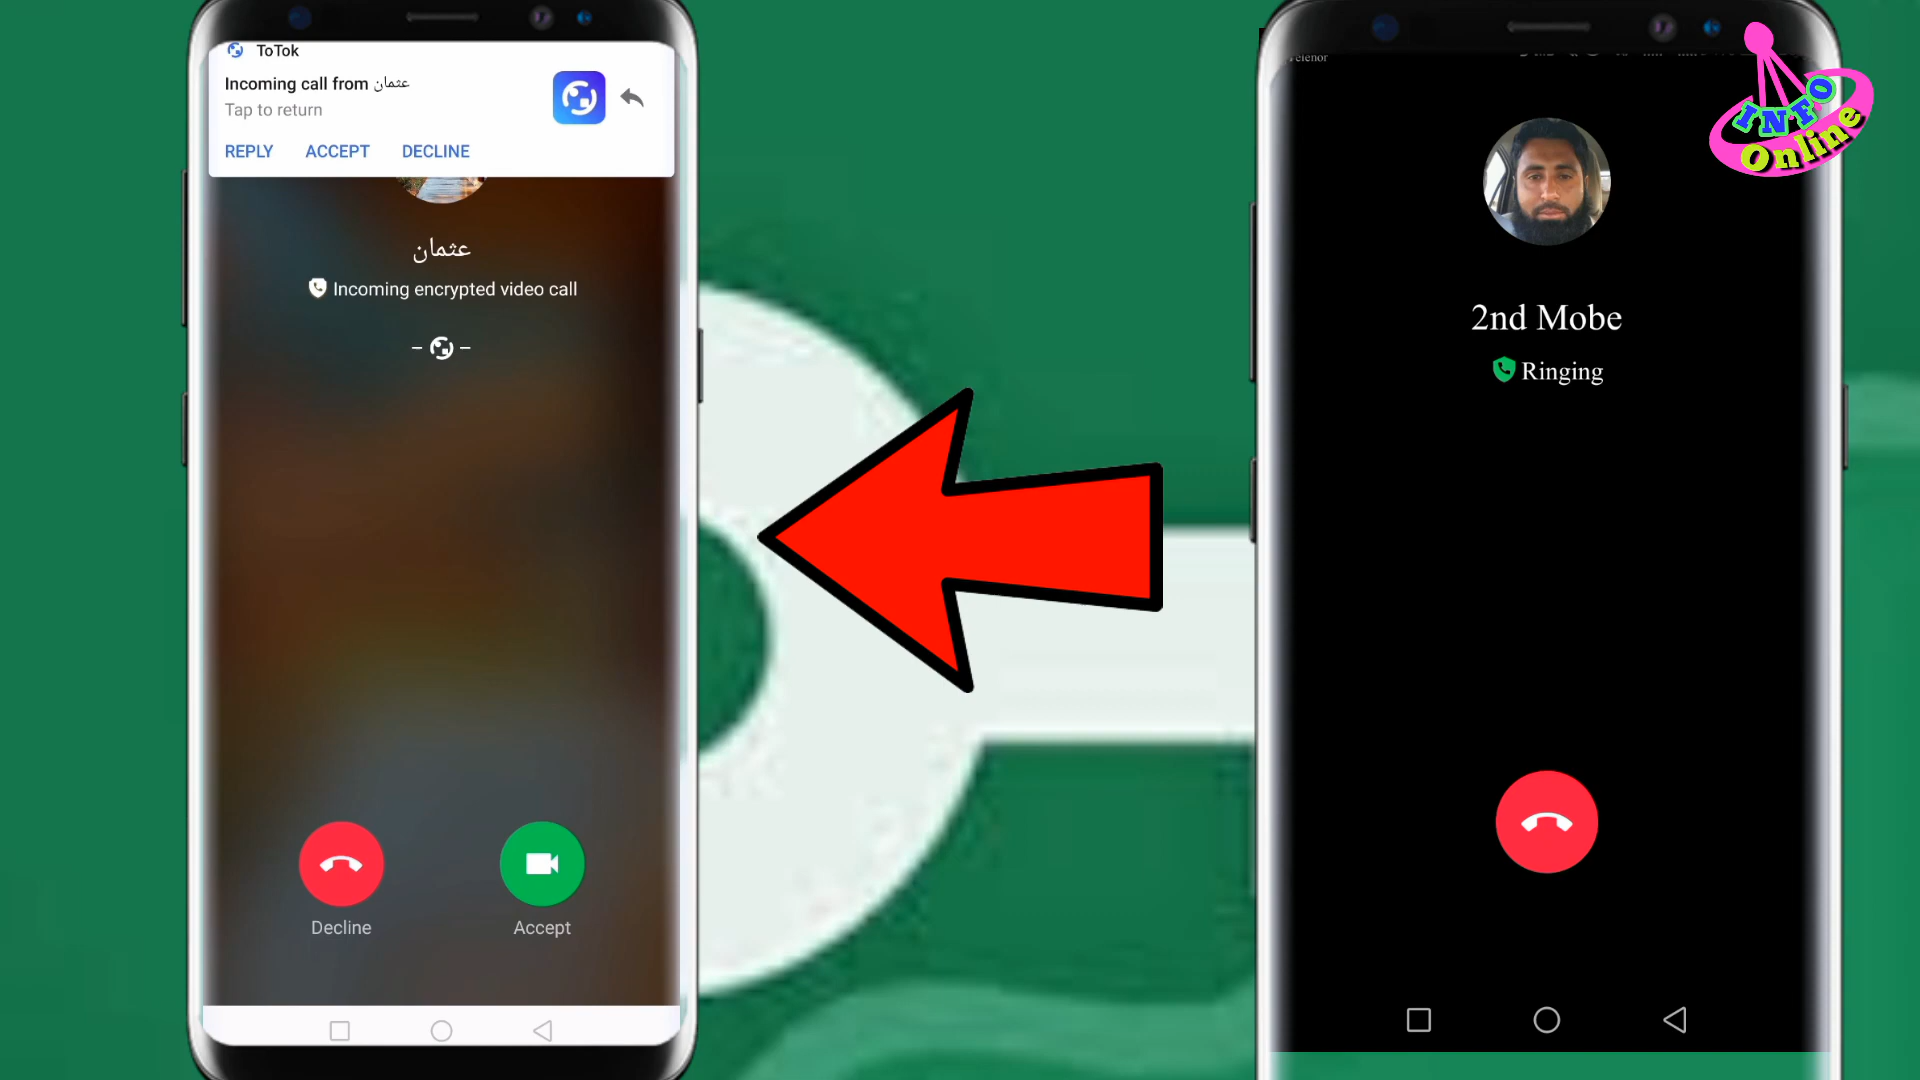 ToTok
Incoming call from عثمان
Tap to return
REPLY ACCEPT DECLINE
عثمان
Incoming encrypted video call
Decline
Accept
2nd Mobe
Ringing
INFO
Online